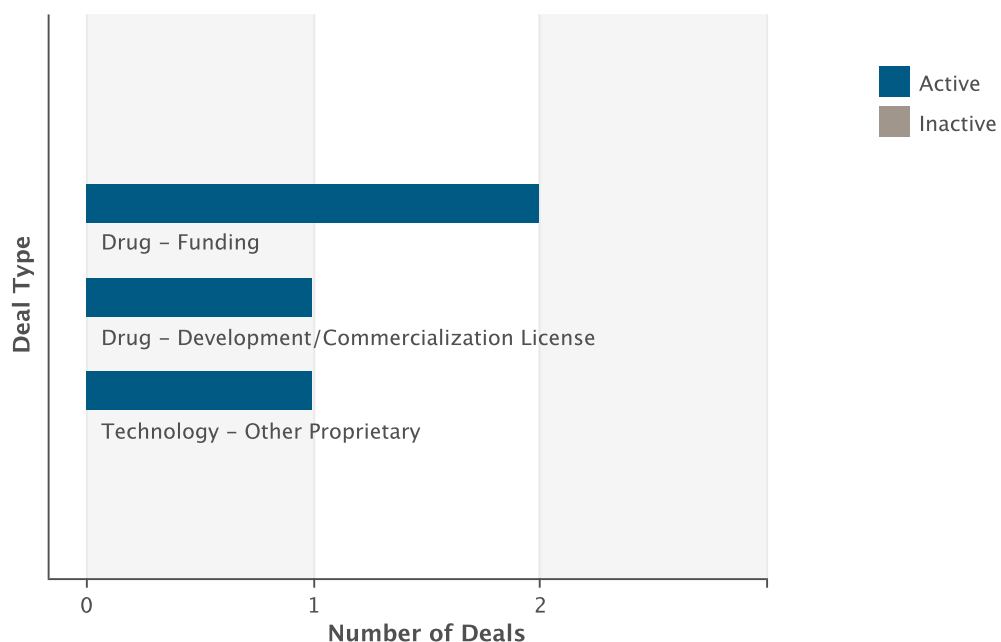 Active
Inactive
Deal Type
Drug – Funding
Drug – Development/Commercialization License
Technology – Other Proprietary
0
1
2
Number of Deals